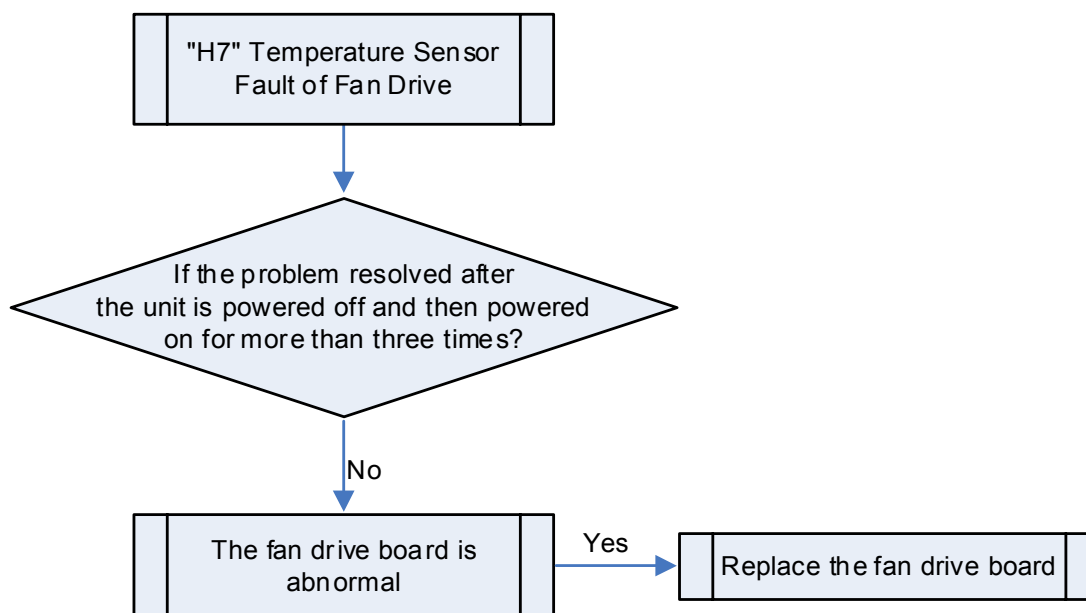 "H7" Temperature Sensor
Fault of Fan Drive
If the problem resolved after
the unit is powered off and then powered
on for more than three times?
No
The fan drive board is
abnormal
Yes
Replace the fan drive board